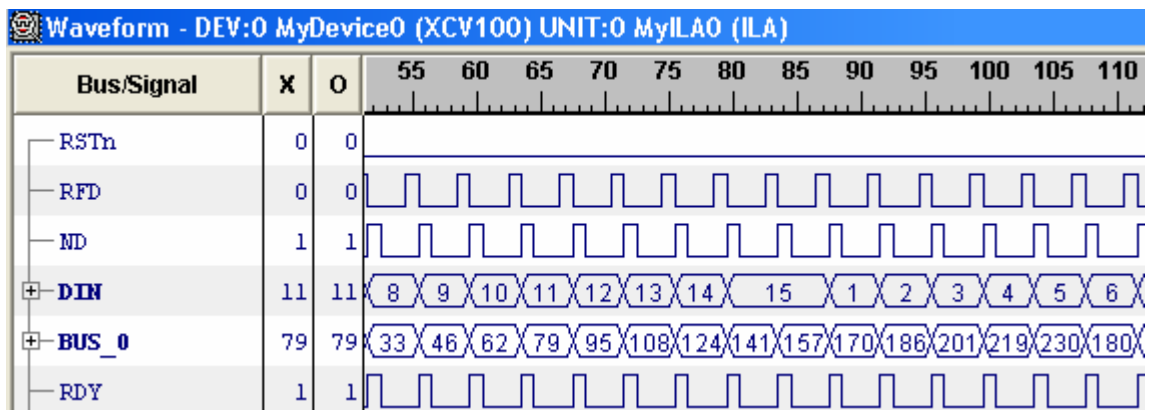 Waveform - DEV:0 MyDevice0 (XCV100) UNIT:0 MyILA0 (ILA)
Bus/Signal X O 55 60 65 70 75 80 85 90 95 100 105 110
RSTn 0 0
RFD 0 0
ND 1 1
DIN 11 11 8 9 10 11 12 13 14 15 1 2 3 4 5 6
BUS_0 79 79 33 46 62 79 95 108 124 141 157 170 186 201 219 230 180
RDY 1 1